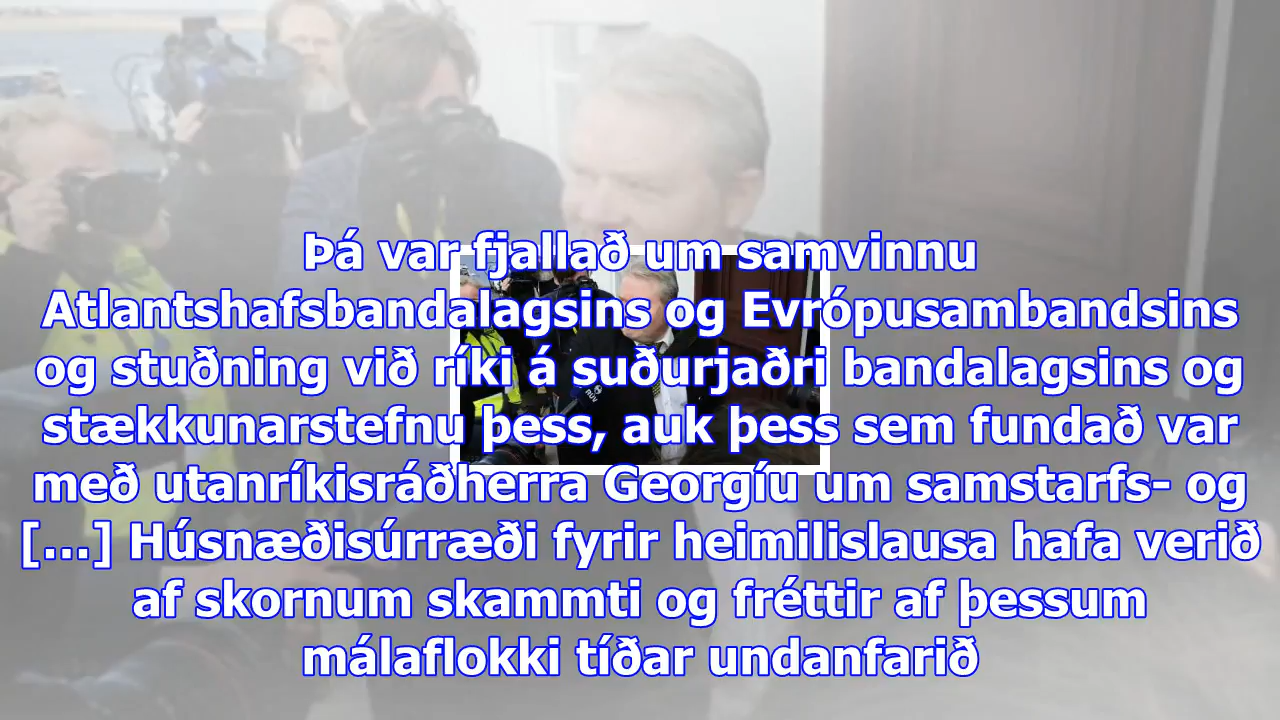 Þá var fjallað um samvinnu
Atlantshafsbandalagsins og Evrópusambandsins
og stuðning við ríki á suðurjaðri bandalagsins og
stækkunarstefnu þess, auk þess sem fundað var
með utanríkisráðherra Georgíu um samstarfs- og
[...] Húsnæðisúrræði fyrir heimilislausa hafa verið
af skornum skammti og fréttir af þessum
málaflokki tíðar undanfarið
RÚV